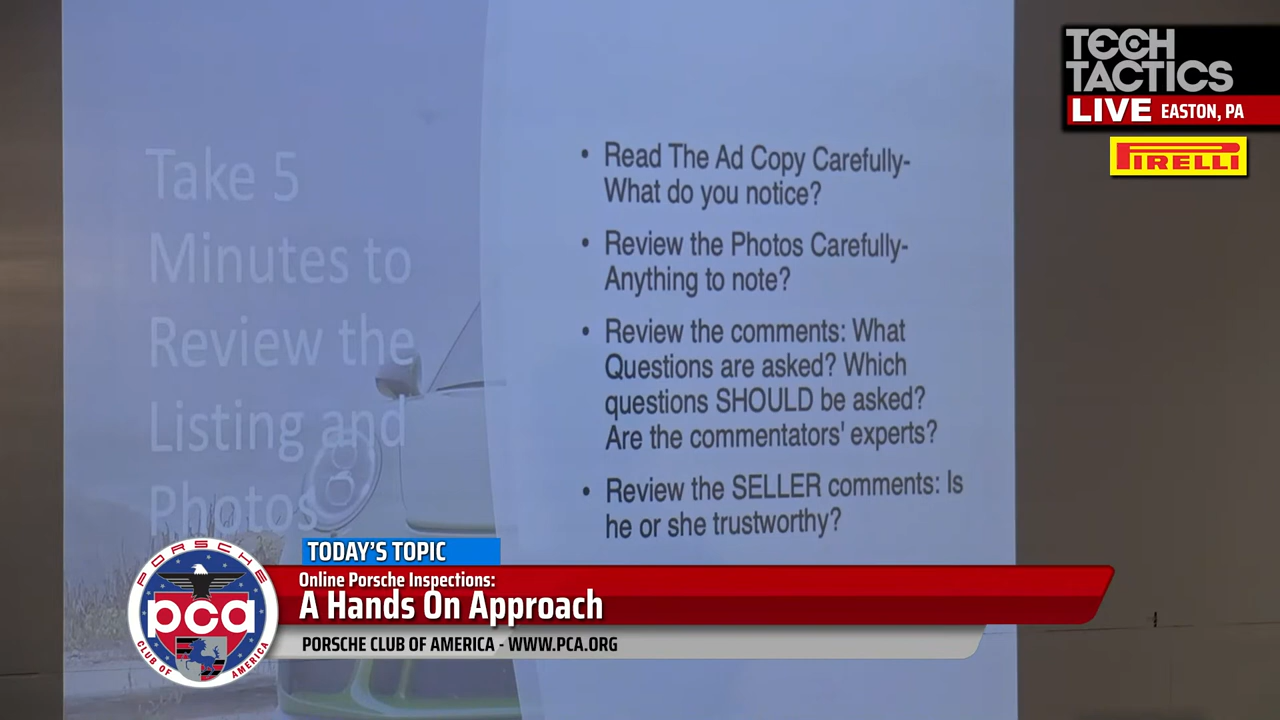 TECH
TACTICS
LIVE EASTON, PA
PIRELLI
Take 5
Minutes to
Review the
Listing and
Photos
• Read The Ad Copy Carefully-
What do you notice?
• Review the Photos Carefully-
Anything to note?
• Review the comments: What
Questions are asked? Which
questions SHOULD be asked?
Are the commentators' experts?
• Review the SELLER comments: Is
he or she trustworthy?
TODAY'S TOPIC
Online Porsche Inspections:
A Hands On Approach
PORSCHE CLUB OF AMERICA - WWW.PCA.ORG
PORSCHE
pca
CLUB OF AMERICA